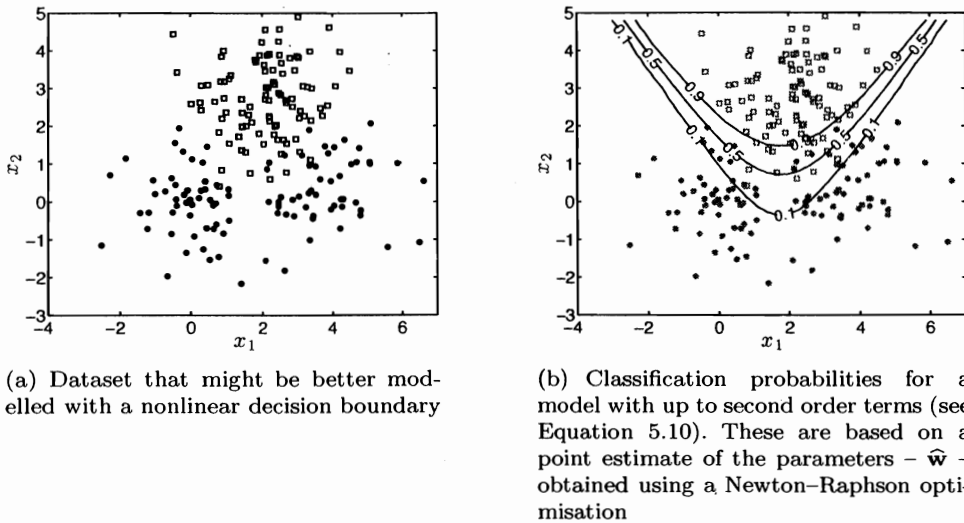 5
4
3
2
1
0
−1
−2
−3
−4 −2 0 2 4 6
x2
x1
(a) Dataset that might be better mod-
elled with a nonlinear decision boundary
5
4
3
2
1
0
−1
−2
−3
−4 −2 0 2 4 6
x2
x1
0.1
0.5
0.9
0.9
0.5
0.1
0.1
0.5
0.1
(b) Classification probabilities for a
model with up to second order terms (see
Equation 5.10). These are based on a
point estimate of the parameters – ŵ –
obtained using a Newton–Raphson opti-
misation